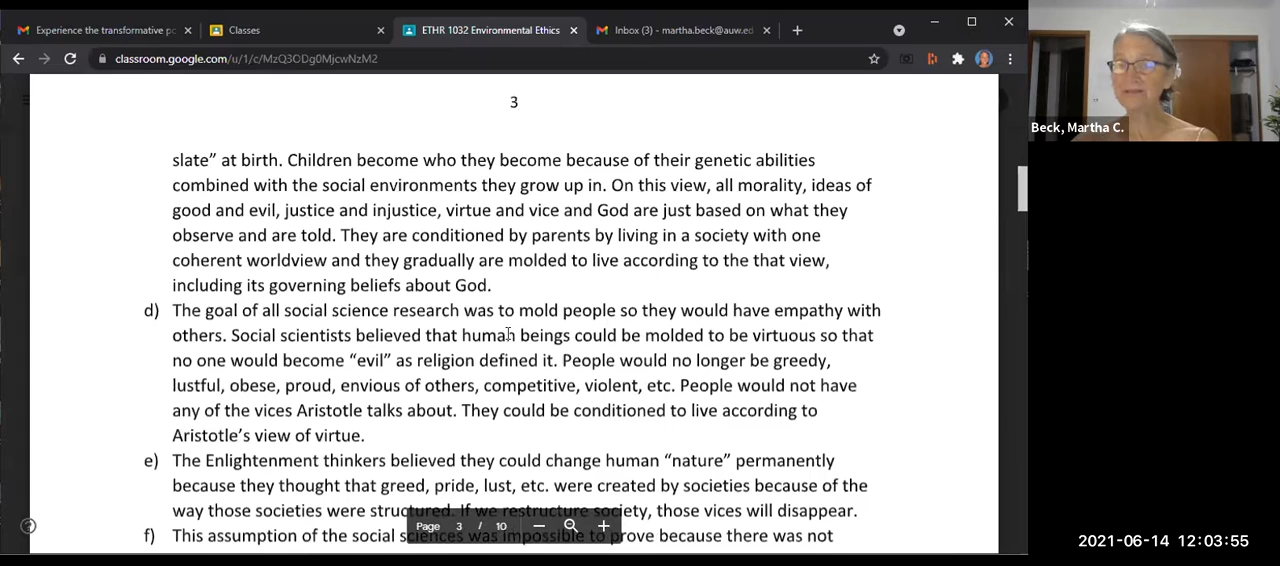 Experience the transformative po
Classes
ETHR 1032 Environmental Ethics
Inbox (3) - martha.beck@auw.ed
classroom.google.com/u/1/c/MzQ3ODg0MjcwNzM2
3
slate” at birth. Children become who they become because of their genetic abilities
combined with the social environments they grow up in. On this view, all morality, ideas of
good and evil, justice and injustice, virtue and vice and God are just based on what they
observe and are told. They are conditioned by parents by living in a society with one
coherent worldview and they gradually are molded to live according to the that view,
including its governing beliefs about God.
d) The goal of all social science research was to mold people so they would have empathy with
others. Social scientists believed that human beings could be molded to be virtuous so that
no one would become “evil” as religion defined it. People would no longer be greedy,
lustful, obese, proud, envious of others, competitive, violent, etc. People would not have
any of the vices Aristotle talks about. They could be conditioned to live according to
Aristotle’s view of virtue.
e) The Enlightenment thinkers believed they could change human “nature” permanently
because they thought that greed, pride, lust, etc. were created by societies because of the
way those societies were structured. If we restructure society, those vices will disappear.
Page 3 / 10
f) This assumption of the social sciences was impossible to prove because there was not
Beck, Martha C.
2021-06-14 12:03:55